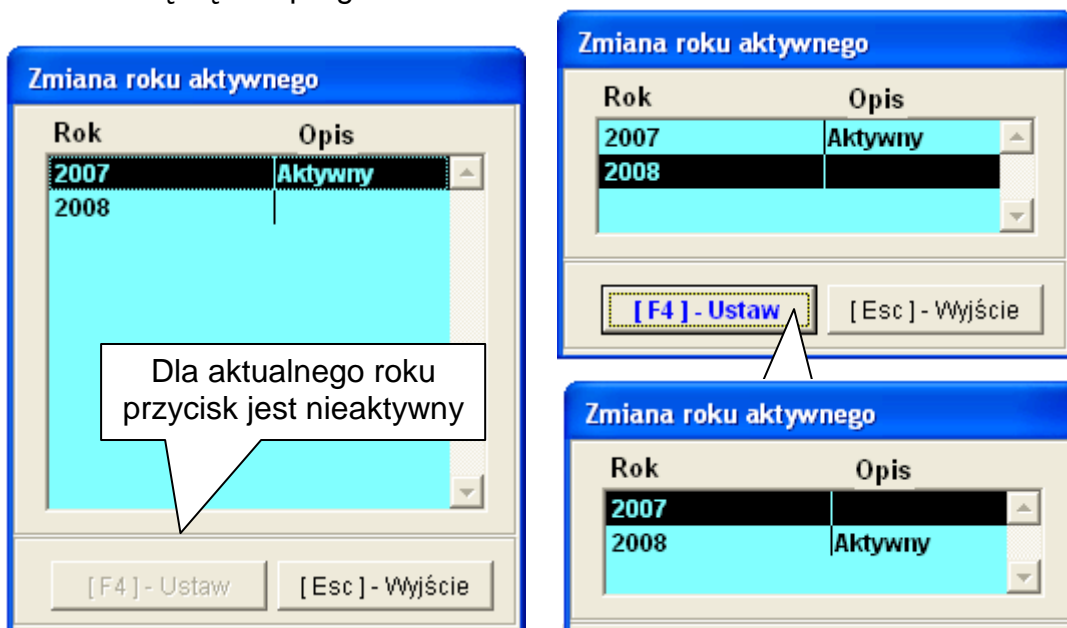 Zmiana roku aktywnego
Rok Opis
2007 Aktywny
2008
Dla aktualnego roku
przycisk jest nieaktywny
[ F4 ] - Ustaw [ Esc ] - Wyjście
Zmiana roku aktywnego
Rok Opis
2007 Aktywny
2008
[ F4 ] - Ustaw [ Esc ] - Wyjście
Zmiana roku aktywnego
Rok Opis
2007
2008 Aktywny